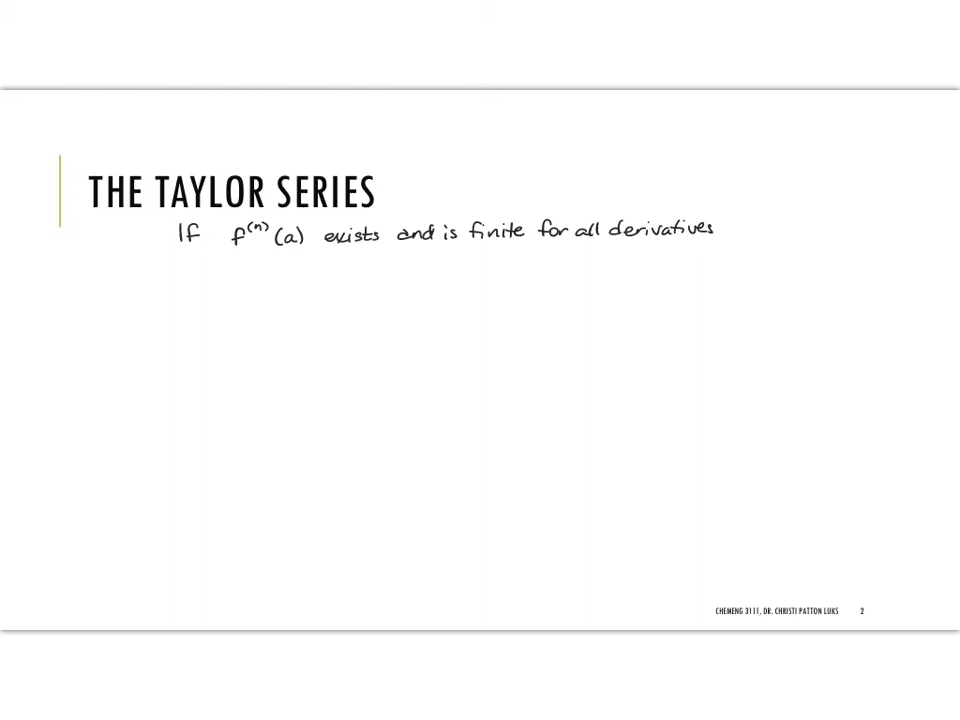 THE TAYLOR SERIES
If f^(n) (a) exists and is finite for all derivatives
CHEMENG 3111, DR. CHRISTI PATTON LUKS 2